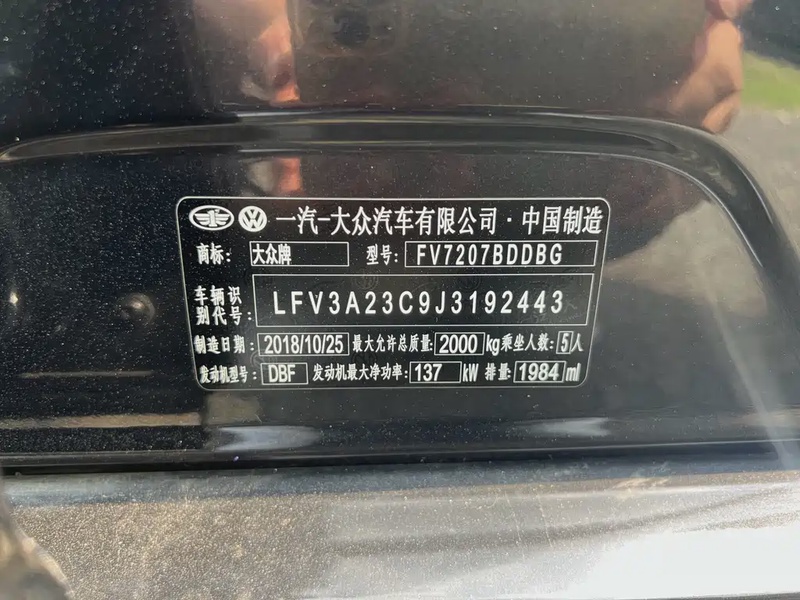 一汽-大众汽车有限公司·中国制造
商标: 大众牌 型号: FV7207BDDBG
车辆识
别代号: LFV3A23C9J3192443
制造日期: 2018/10/25 最大允许总质量: 2000 kg 乘坐人数: 5 人
发动机型号: DBF 发动机最大净功率: 137 kW 排量: 1984 ml